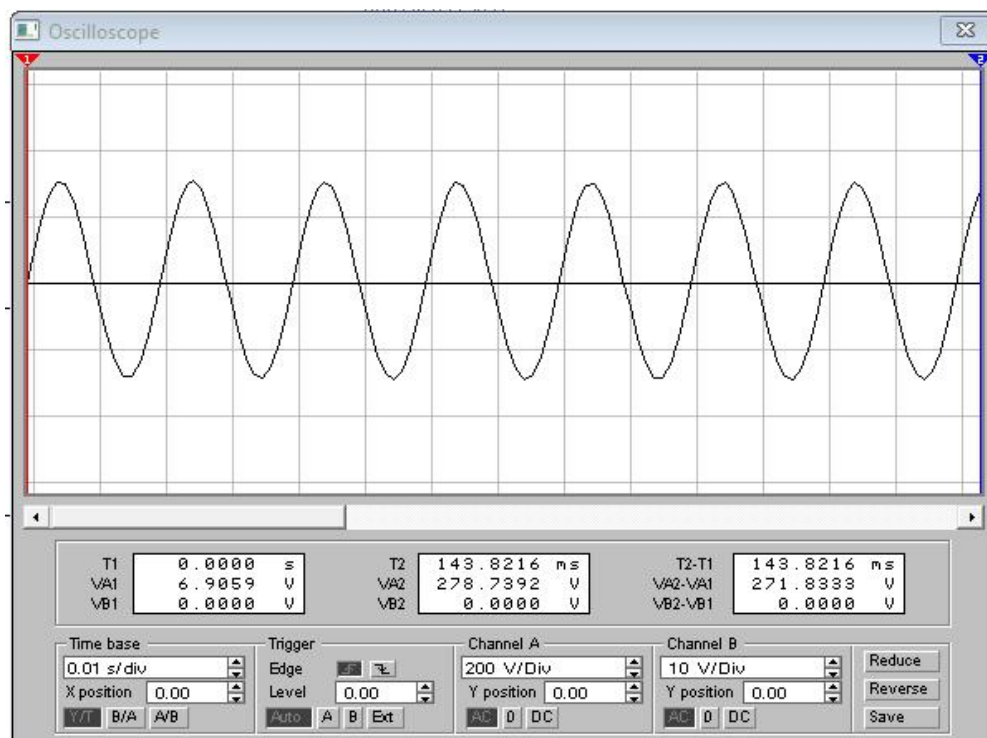 Oscilloscope
1 2
T1 0.0000 s T2 143.8216 ms T2-T1 143.8216 ms
VA1 6.9059 V VA2 278.7392 V VA2-VA1 271.8333 V
VB1 0.0000 V VB2 0.0000 V VB2-VB1 0.0000 V
Time base Trigger Channel A Channel B
0.01 s/div Edge 200 V/Div 10 V/Div Reduce
X position 0.00 Level 0.00 Y position 0.00 Y position 0.00 Reverse
Y/T B/A A/B Auto A B Ext AC 0 DC AC 0 DC Save